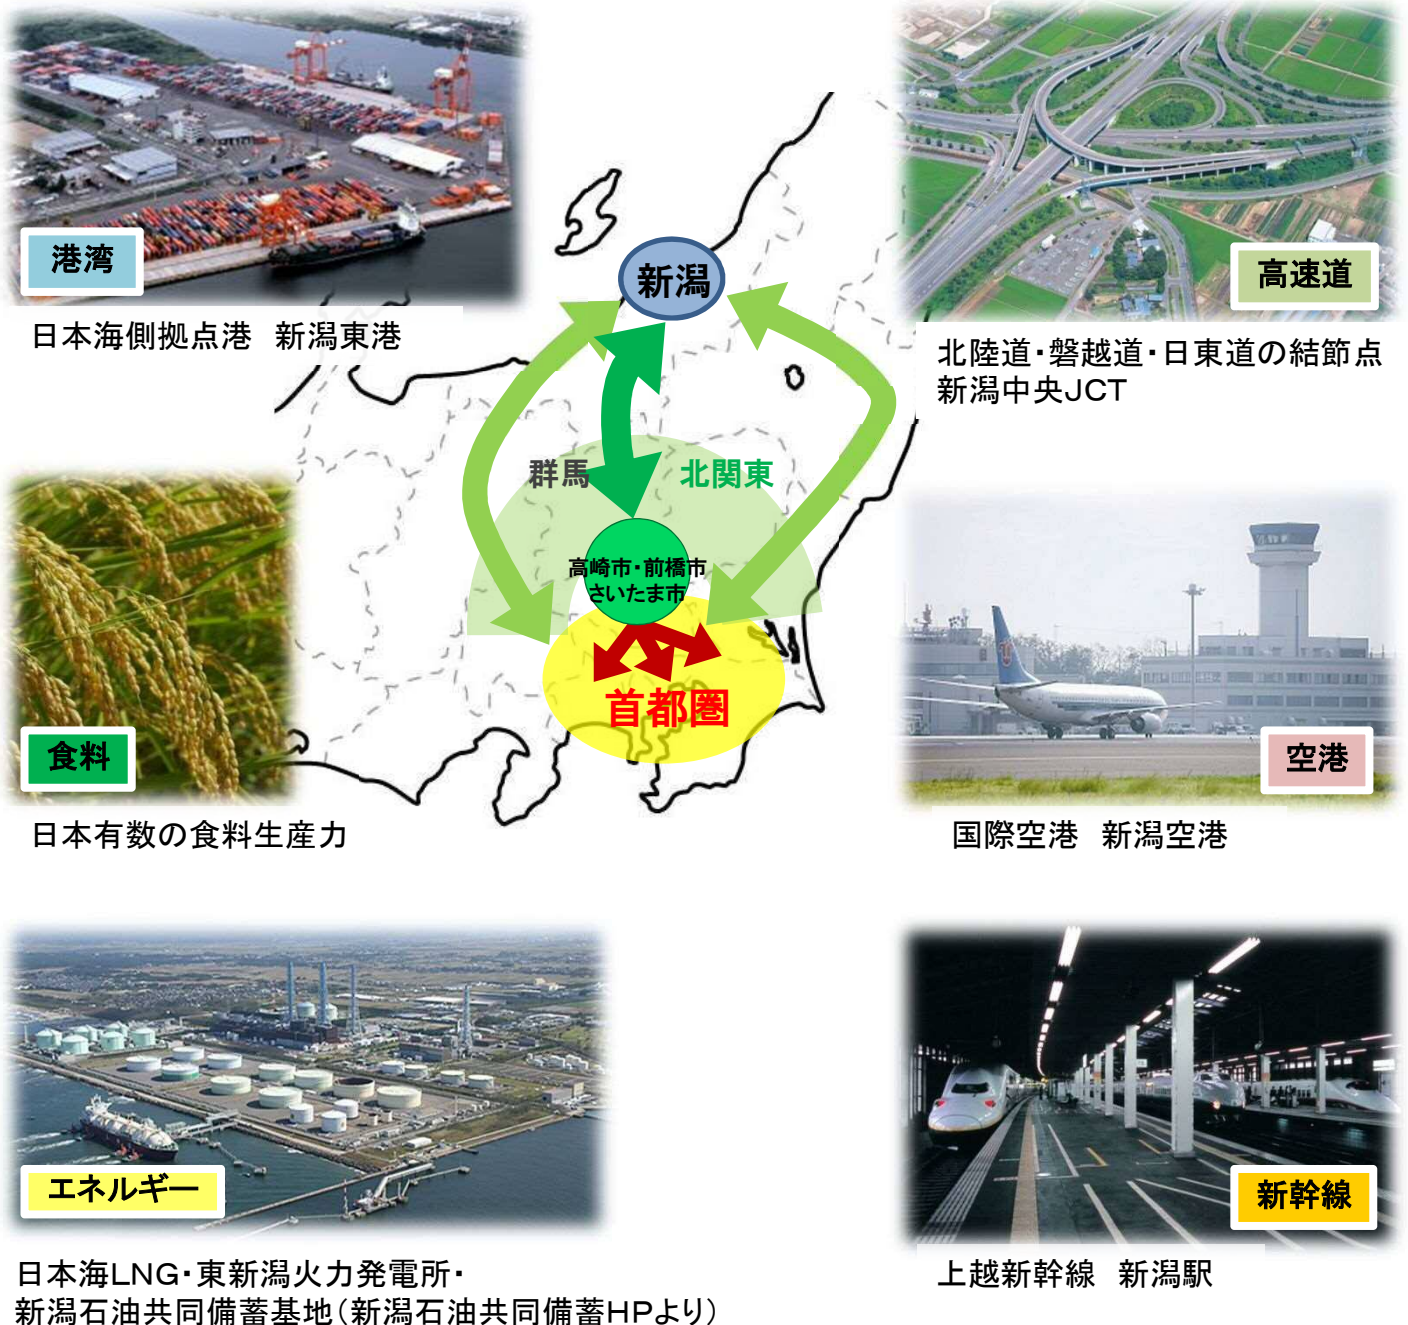 港湾
日本海側拠点港　新潟東港
高速道
北陸道・磐越道・日東道の結節点
新潟中央JCT
新潟
群馬
北関東
高崎市・前橋市
さいたま市
首都圏
食料
日本有数の食料生産力
空港
国際空港　新潟空港
エネルギー
日本海LNG・東新潟火力発電所・
新潟石油共同備蓄基地（新潟石油共同備蓄HPより）
新幹線
上越新幹線　新潟駅